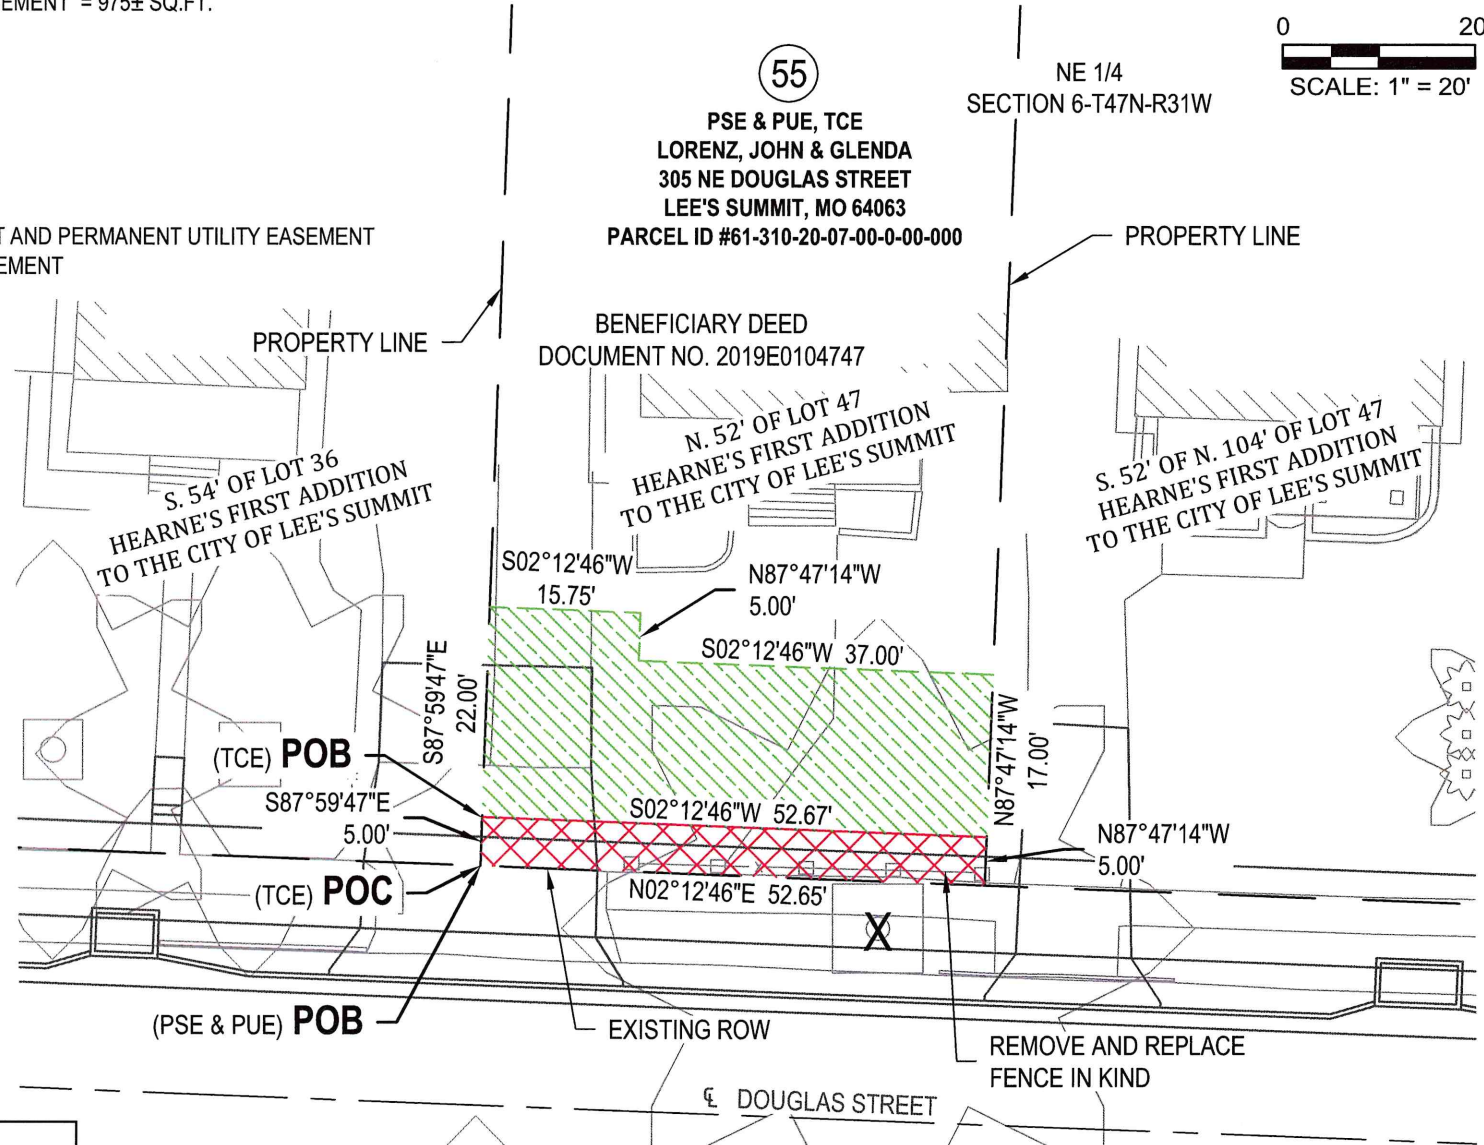 EMENT = 975± SQ.FT.
0 20
SCALE: 1" = 20'
55
NE 1/4
SECTION 6-T47N-R31W
PSE & PUE, TCE
LORENZ, JOHN & GLENDA
305 NE DOUGLAS STREET
LEE'S SUMMIT, MO 64063
PARCEL ID #61-310-20-07-00-0-00-000
T AND PERMANENT UTILITY EASEMENT
EMENT
PROPERTY LINE
PROPERTY LINE
BENEFICIARY DEED
DOCUMENT NO. 2019E0104747
S. 54' OF LOT 36
HEARNE'S FIRST ADDITION
TO THE CITY OF LEE'S SUMMIT
N. 52' OF LOT 47
HEARNE'S FIRST ADDITION
TO THE CITY OF LEE'S SUMMIT
S. 52' OF N. 104' OF LOT 47
HEARNE'S FIRST ADDITION
TO THE CITY OF LEE'S SUMMIT
S02°12'46"W
15.75'
N87°47'14"W
5.00'
S02°12'46"W 37.00'
S87°59'47"E
22.00'
N87°47'14"W
17.00'
(TCE) POB
S87°59'47"E
5.00'
S02°12'46"W 52.67'
N87°47'14"W
5.00'
(TCE) POC
N02°12'46"E 52.65'
X
(PSE & PUE) POB
EXISTING ROW
REMOVE AND REPLACE
FENCE IN KIND
℄ DOUGLAS STREET